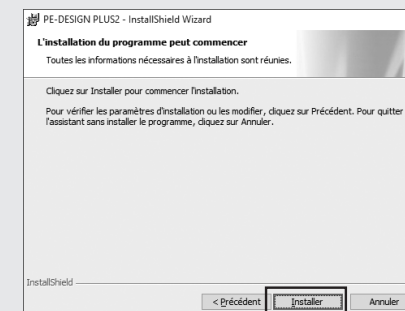 PE-DESIGN PLUS2 - InstallShield Wizard
L'installation du programme peut commencer
Toutes les informations nécessaires à l'installation sont réunies.
Cliquez sur Installer pour commencer l'installation.
Pour vérifier les paramètres d'installation ou les modifier, cliquez sur Précédent. Pour quitter
l'assistant sans installer le programme, cliquez sur Annuler.
InstallShield
< Précédent Installer Annuler